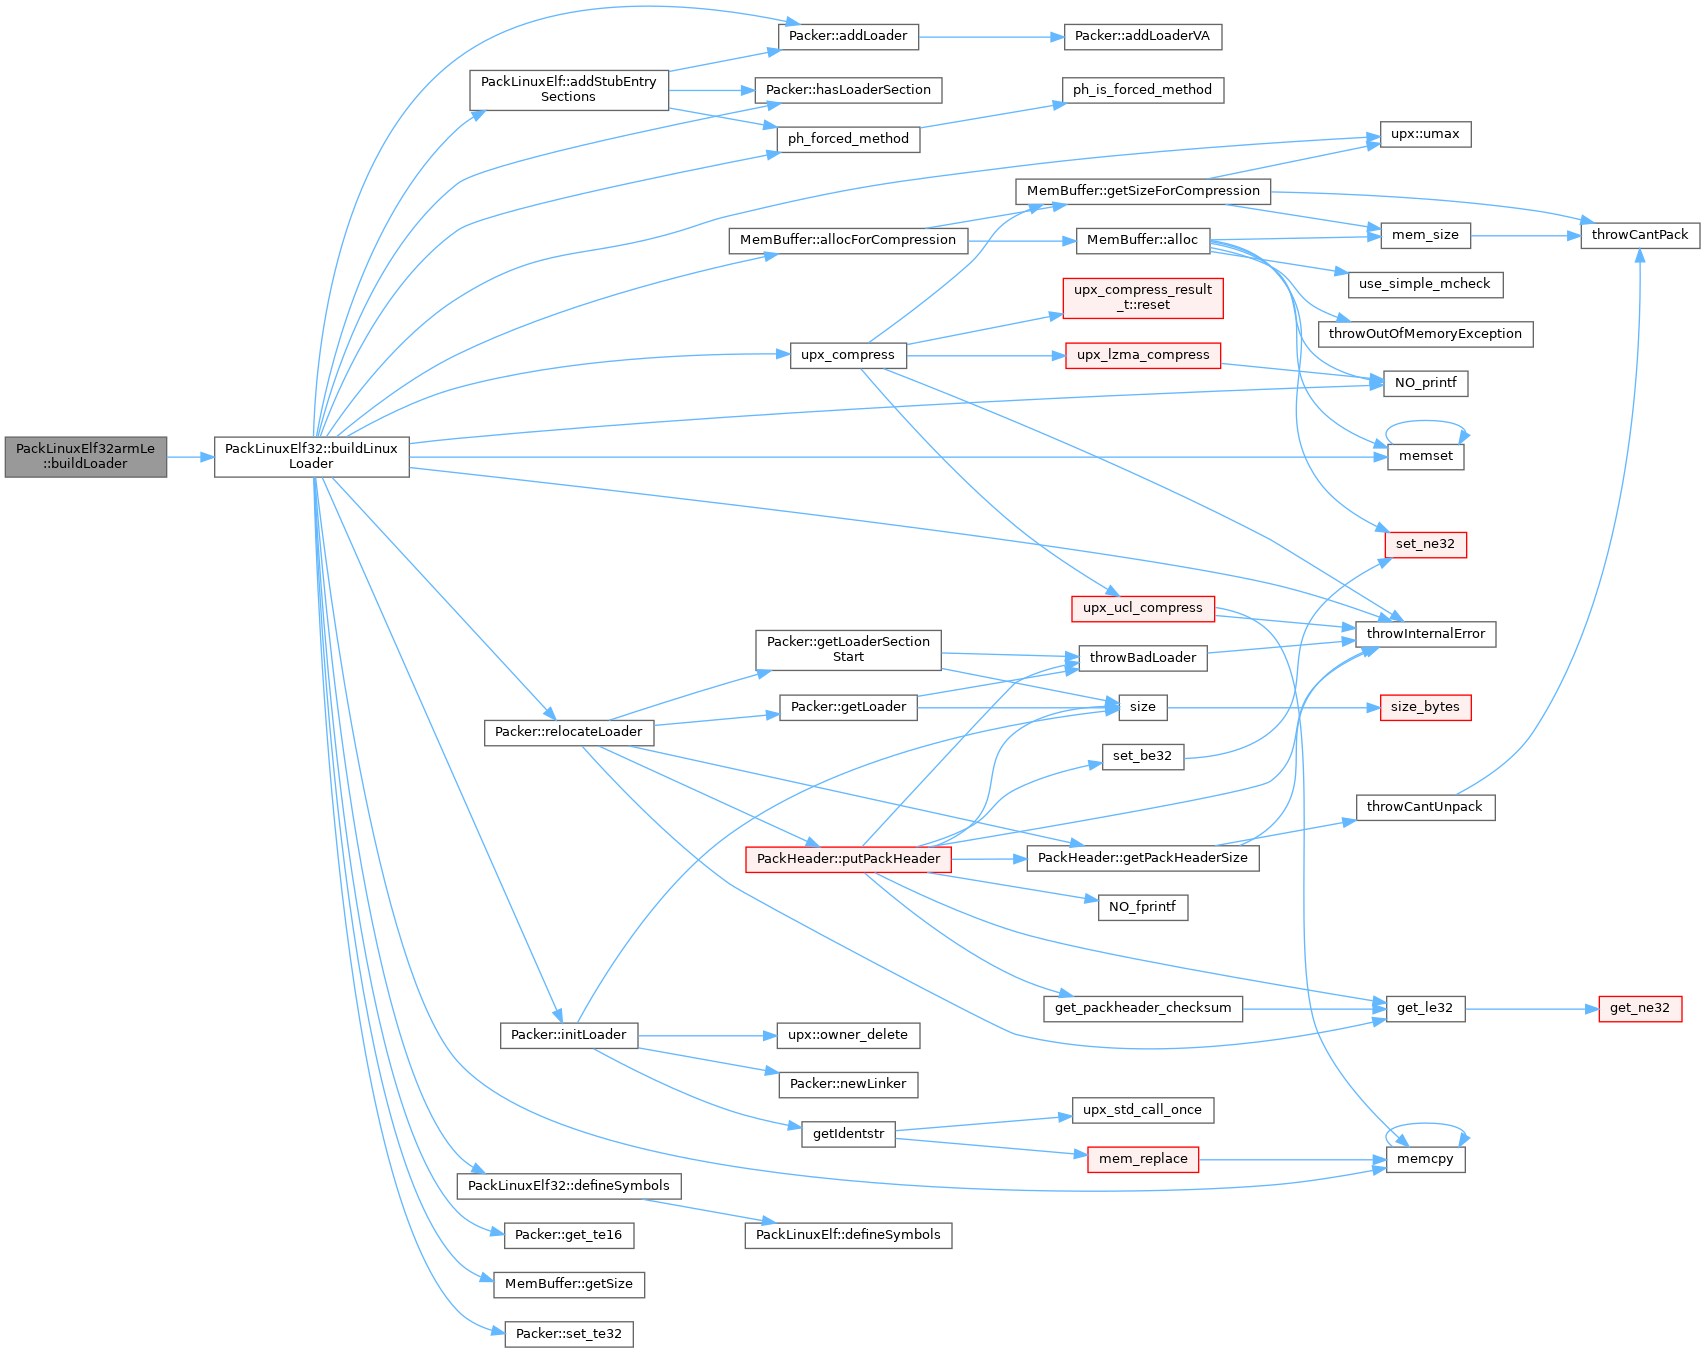 PackLinuxElf32armLe
::buildLoader
PackLinuxElf32::buildLinux
Loader
Packer::addLoader
Packer::addLoaderVA
PackLinuxElf::addStubEntry
Sections
Packer::hasLoaderSection
ph_forced_method
ph_is_forced_method
upx::umax
MemBuffer::getSizeForCompression
MemBuffer::allocForCompression
MemBuffer::alloc
mem_size
throwCantPack
use_simple_mcheck
upx_compress_result
_t::reset
throwOutOfMemoryException
upx_compress
upx_lzma_compress
NO_printf
memset
set_ne32
upx_ucl_compress
throwInternalError
Packer::getLoaderSection
Start
throwBadLoader
Packer::getLoader
size
size_bytes
Packer::relocateLoader
set_be32
throwCantUnpack
PackHeader::putPackHeader
PackHeader::getPackHeaderSize
NO_fprintf
get_packheader_checksum
get_le32
get_ne32
Packer::initLoader
upx::owner_delete
Packer::newLinker
getIdentstr
upx_std_call_once
mem_replace
memcpy
PackLinuxElf32::defineSymbols
PackLinuxElf::defineSymbols
Packer::get_te16
MemBuffer::getSize
Packer::set_te32